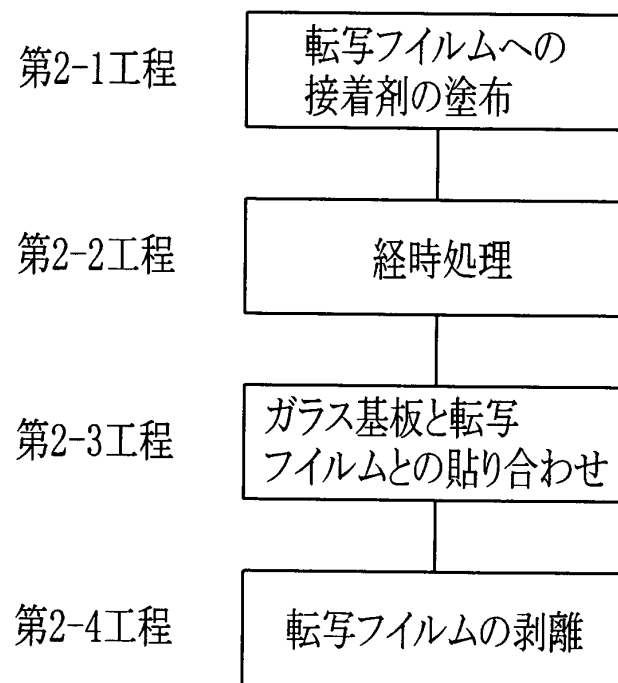 第2-1工程
転写フイルムへの
接着剤の塗布
第2-2工程
経時処理
第2-3工程
ガラス基板と転写
フイルムとの貼り合わせ
第2-4工程
転写フイルムの剥離